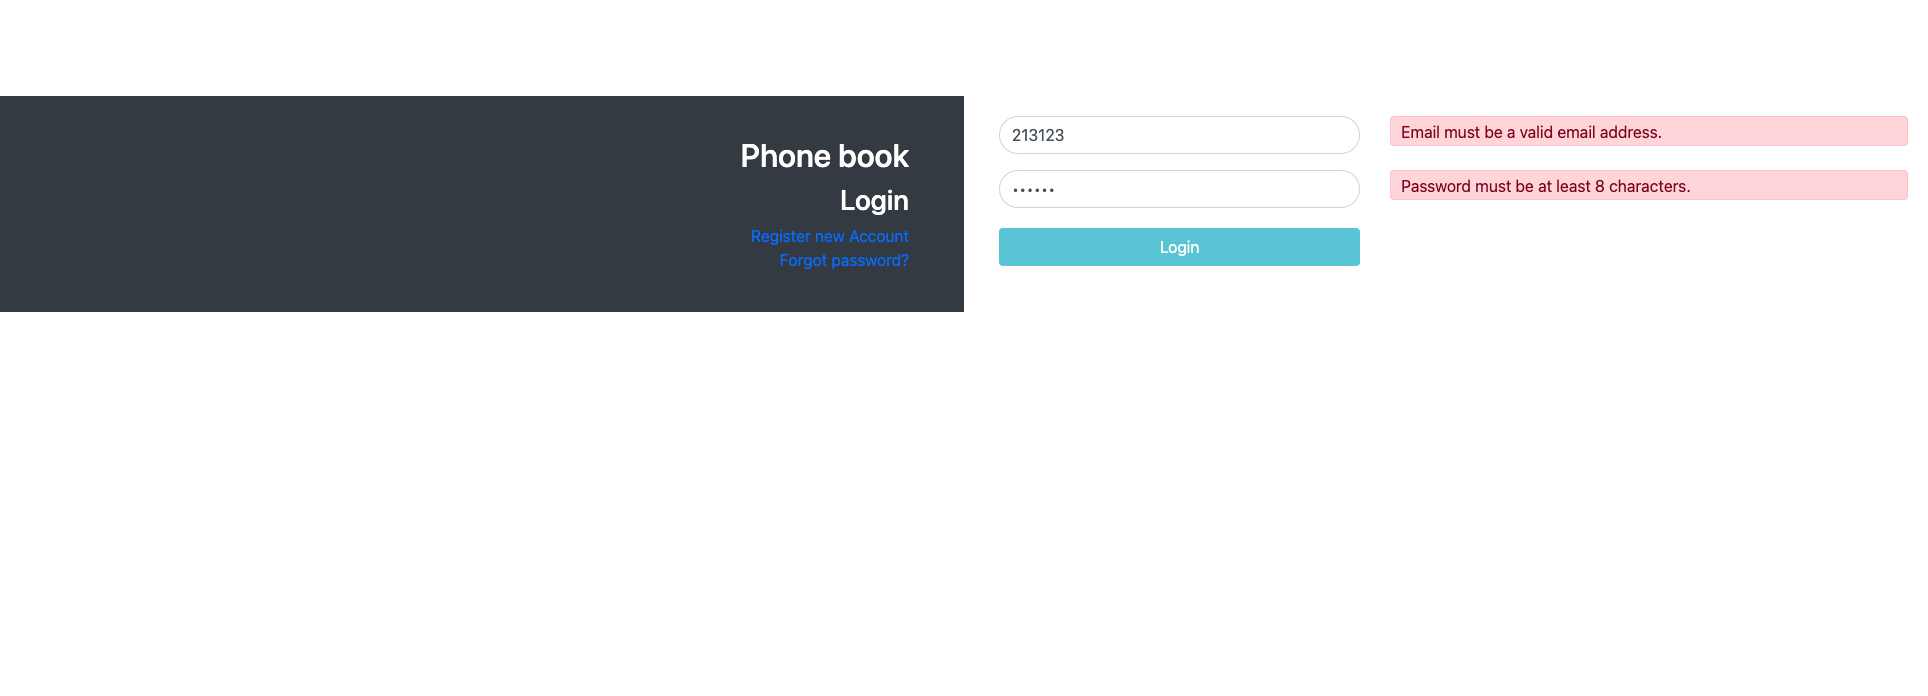 Phone book
Login
Register new Account
Forgot password?
213123
Email must be a valid email address.
••••••
Password must be at least 8 characters.
Login